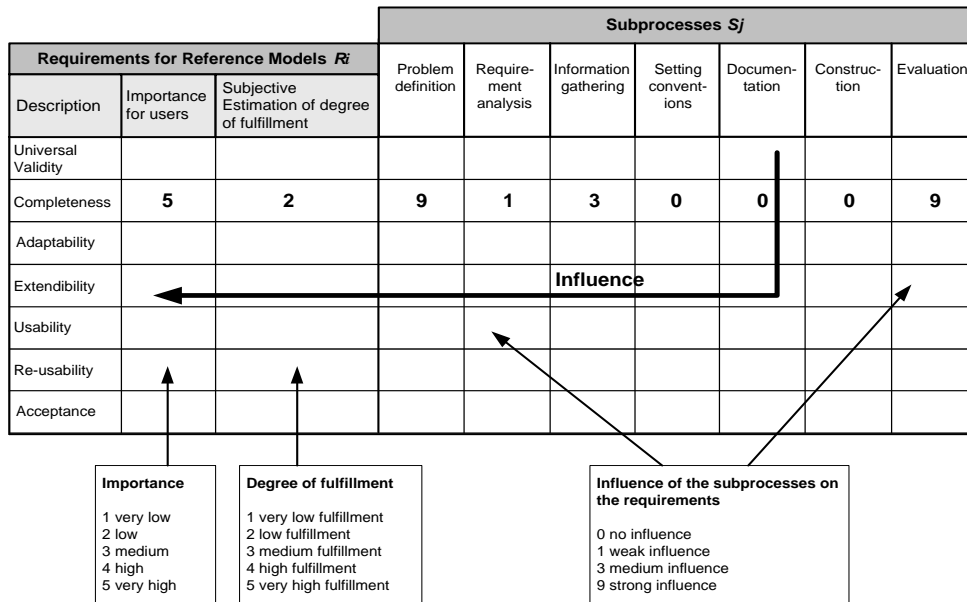 Subprocesses Sj
Requirements for Reference Models Ri
Problem
definition
Require-
ment
analysis
Information
gathering
Setting
convent-
ions
Documen-
tation
Construc-
tion
Evaluation
Description
Importance
for users
Subjective
Estimation of degree
of fulfillment
Universal
Validity
Completeness 5 2 9 1 3 0 0 0 9
Adaptability
Extendibility
Influence
Usability
Re-usability
Acceptance
Importance
1 very low
2 low
3 medium
4 high
5 very high
Degree of fulfillment
1 very low fulfillment
2 low fulfillment
3 medium fulfillment
4 high fulfillment
5 very high fulfillment
Influence of the subprocesses on
the requirements
0 no influence
1 weak influence
3 medium influence
9 strong influence